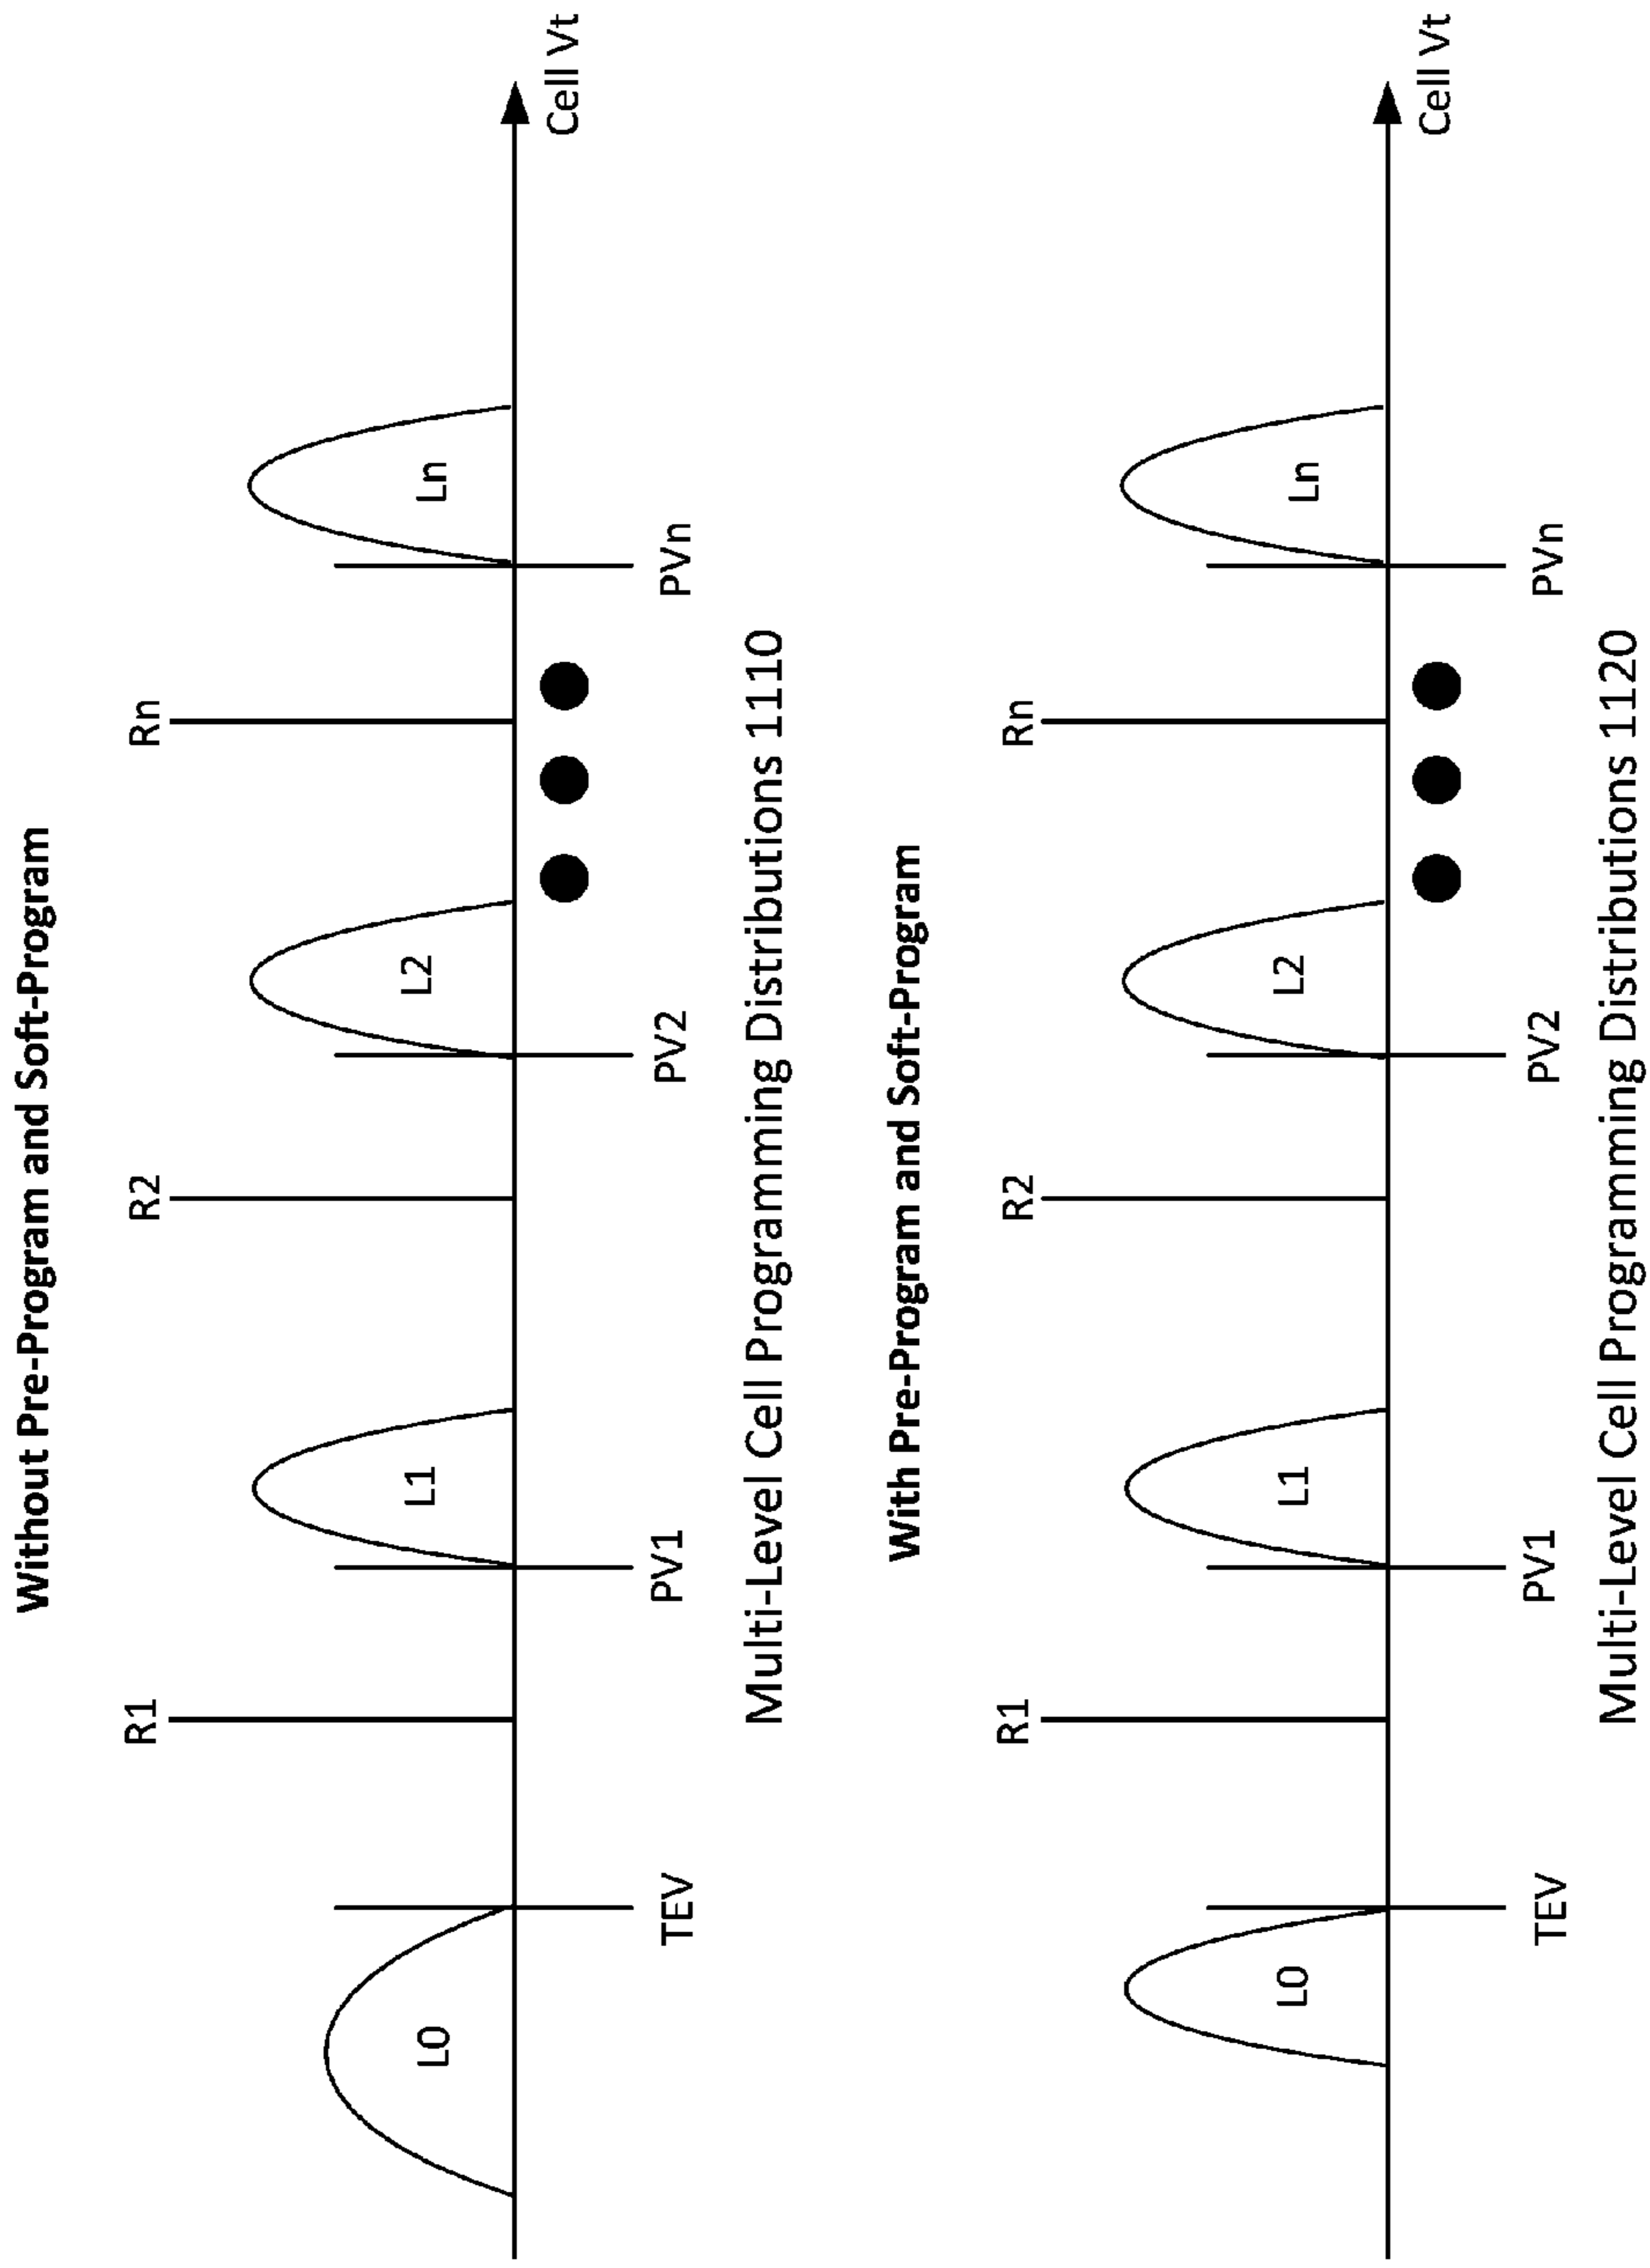 Without Pre-Program and Soft-Program
R1 R2 Rn
L0 L1 L2 Ln
Cell Vt
TEV PV1 PV2 PVn
Multi-Level Cell Programming Distributions 1110
With Pre-Program and Soft-Program
R1 R2 Rn
L0 L1 L2 Ln
Cell Vt
TEV PV1 PV2 PVn
Multi-Level Cell Programming Distributions 1120